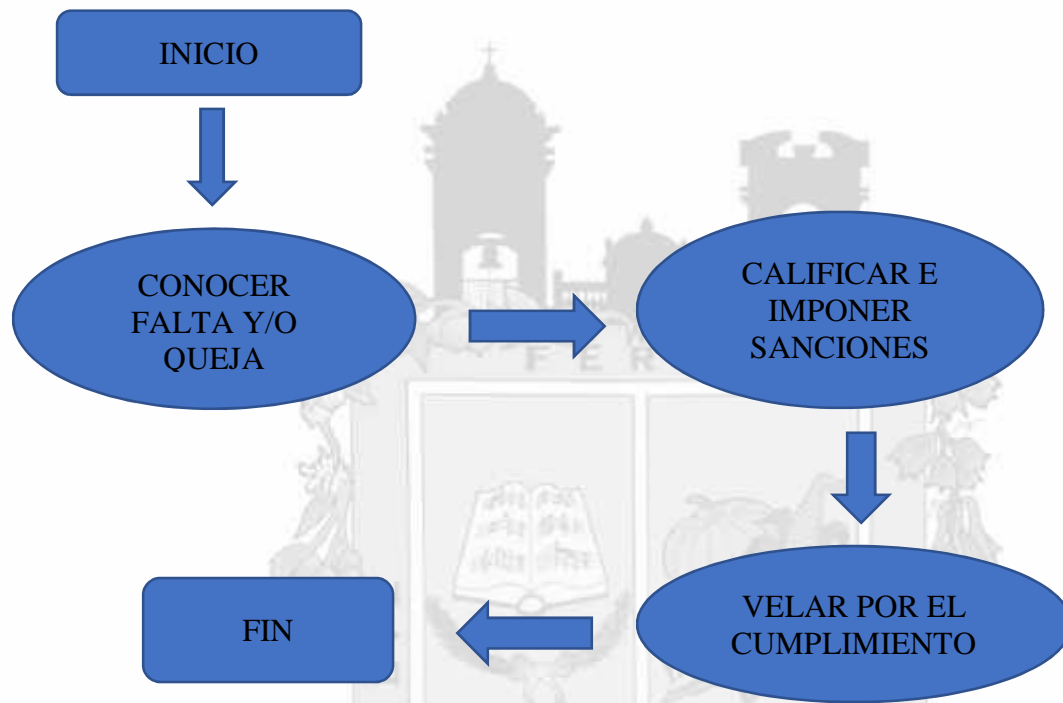 INICIO
CONOCER
FALTA Y/O
QUEJA
CALIFICAR E
IMPONER
SANCIONES
F E R
VELAR POR EL
CUMPLIMIENTO
FIN